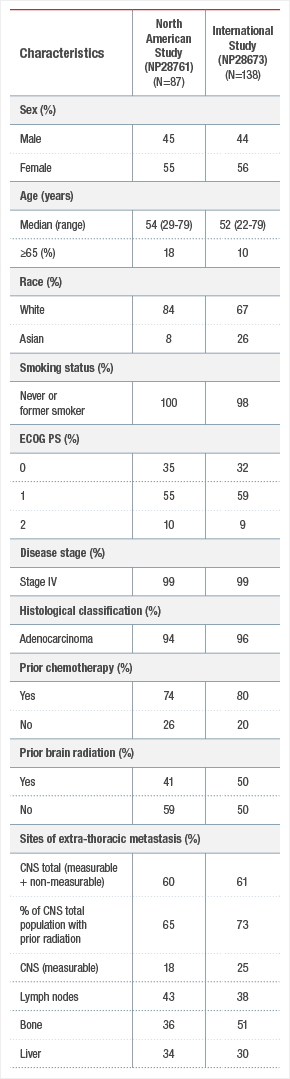 Characteristics North American Study (NP28761) (N=87) International Study (NP28673) (N=138)
Sex (%)
Male 45 44
Female 55 56
Age (years)
Median (range) 54 (29-79) 52 (22-79)
≥65 (%) 18 10
Race (%)
White 84 67
Asian 8 26
Smoking status (%)
Never or former smoker 100 98
ECOG PS (%)
0 35 32
1 55 59
2 10 9
Disease stage (%)
Stage IV 99 99
Histological classification (%)
Adenocarcinoma 94 96
Prior chemotherapy (%)
Yes 74 80
No 26 20
Prior brain radiation (%)
Yes 41 50
No 59 50
Sites of extra-thoracic metastasis (%)
CNS total (measurable + non-measurable) 60 61
% of CNS total population with prior radiation 65 73
CNS (measurable) 18 25
Lymph nodes 43 38
Bone 36 51
Liver 34 30